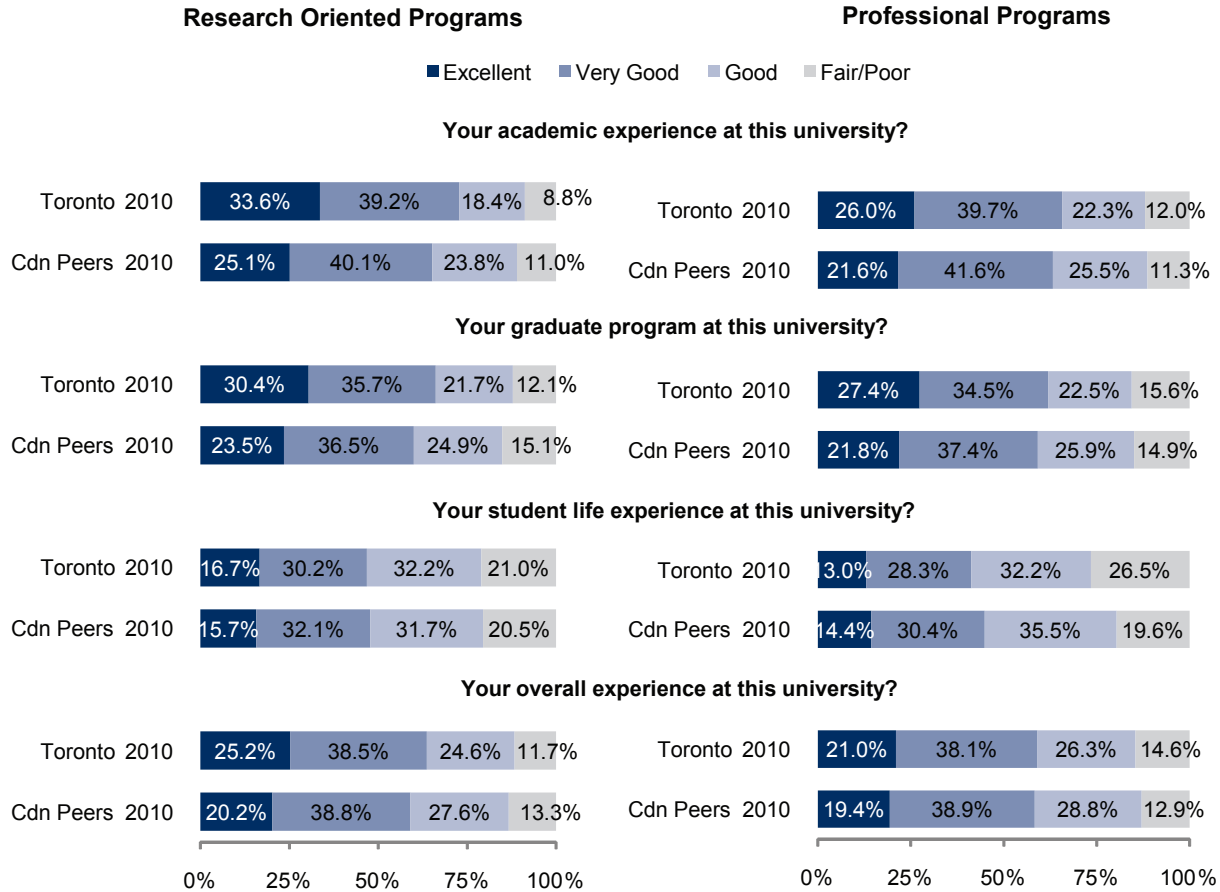 Research Oriented Programs Professional Programs
Excellent Very Good Good Fair/Poor
Your academic experience at this university?
Toronto 2010 33.6% 39.2% 18.4% 8.8% Toronto 2010 26.0% 39.7% 22.3% 12.0%
Cdn Peers 2010 25.1% 40.1% 23.8% 11.0% Cdn Peers 2010 21.6% 41.6% 25.5% 11.3%
Your graduate program at this university?
Toronto 2010 30.4% 35.7% 21.7% 12.1% Toronto 2010 27.4% 34.5% 22.5% 15.6%
Cdn Peers 2010 23.5% 36.5% 24.9% 15.1% Cdn Peers 2010 21.8% 37.4% 25.9% 14.9%
Your student life experience at this university?
Toronto 2010 16.7% 30.2% 32.2% 21.0% Toronto 2010 13.0% 28.3% 32.2% 26.5%
Cdn Peers 2010 15.7% 32.1% 31.7% 20.5% Cdn Peers 2010 14.4% 30.4% 35.5% 19.6%
Your overall experience at this university?
Toronto 2010 25.2% 38.5% 24.6% 11.7% Toronto 2010 21.0% 38.1% 26.3% 14.6%
Cdn Peers 2010 20.2% 38.8% 27.6% 13.3% Cdn Peers 2010 19.4% 38.9% 28.8% 12.9%
0% 25% 50% 75% 100% 0% 25% 50% 75% 100%